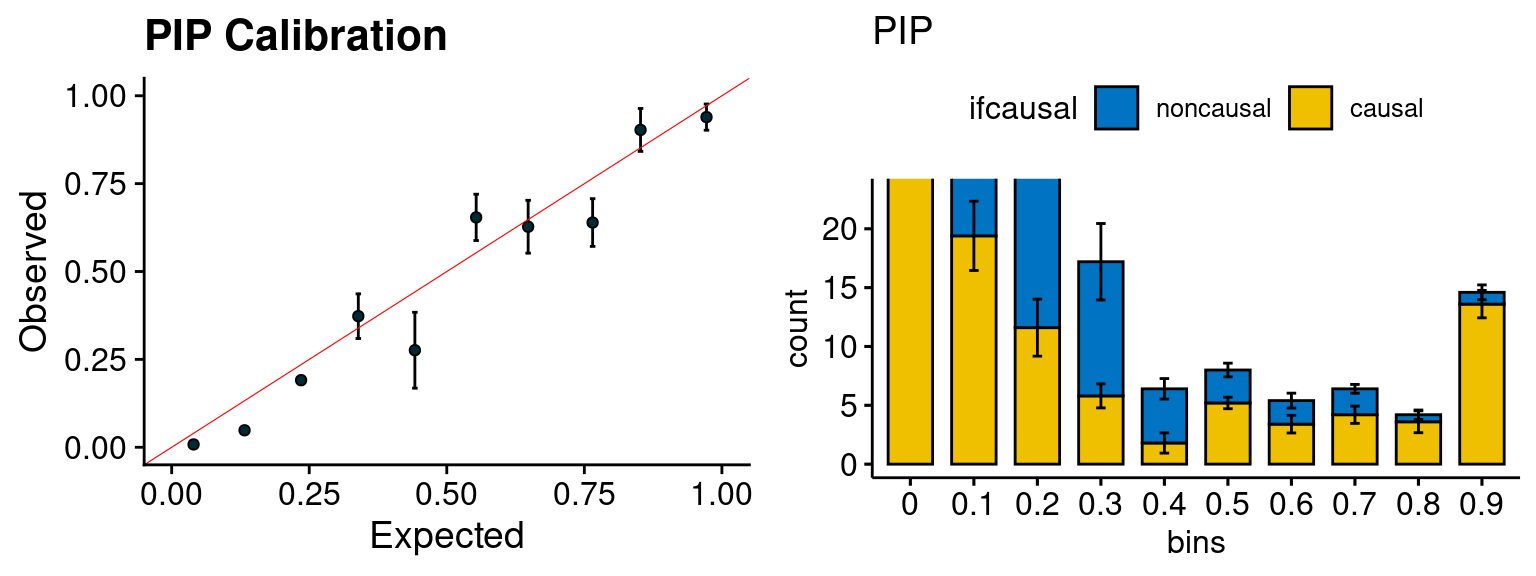 PIP Calibration
1.00
0.75
0.50
0.25
0.00
Observed
0.00 0.25 0.50 0.75 1.00
Expected
PIP
ifcausal noncausal causal
20
15
10
5
0
count
0 0.1 0.2 0.3 0.4 0.5 0.6 0.7 0.8 0.9
bins